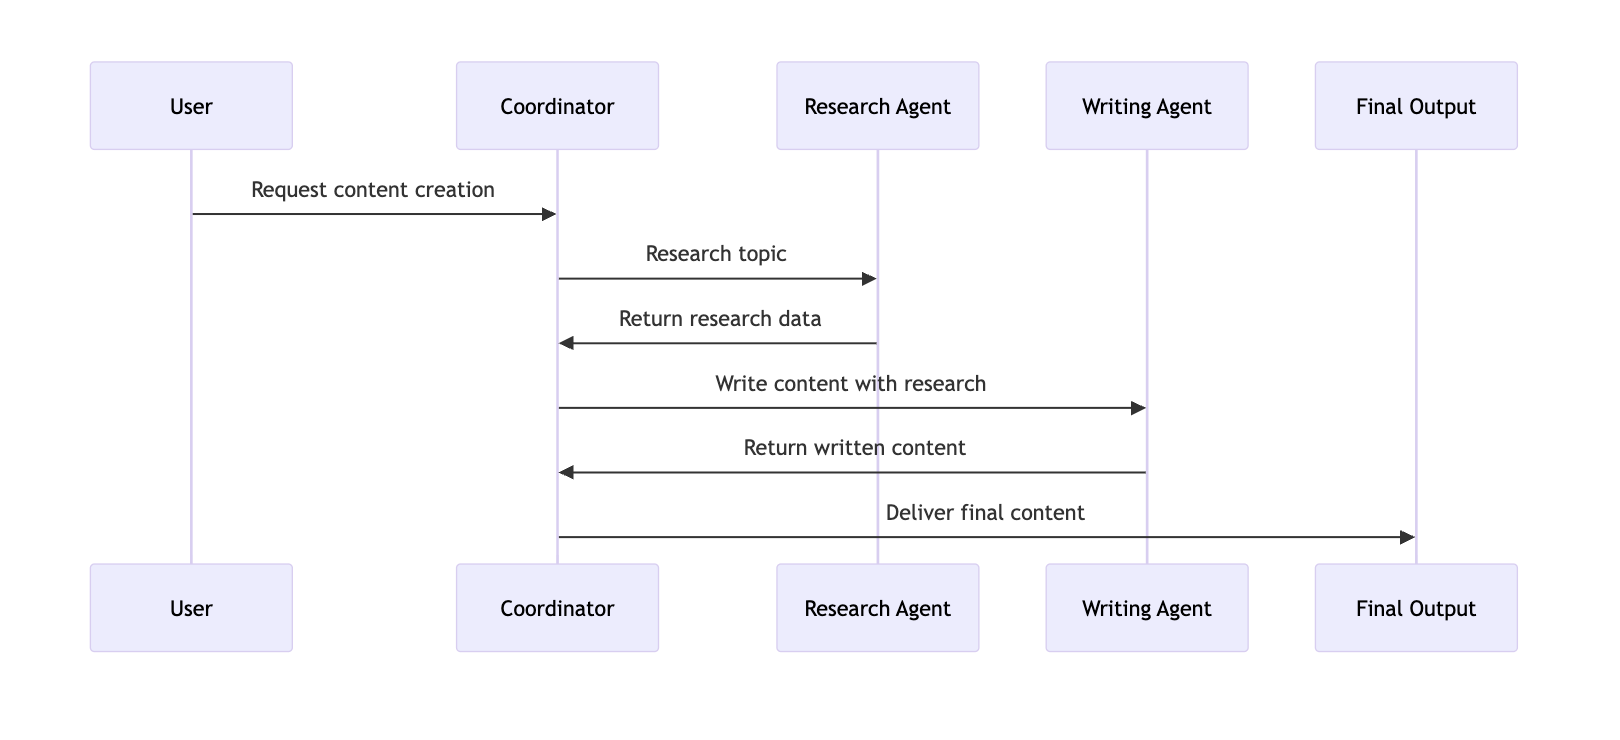 User
Coordinator
Research Agent
Writing Agent
Final Output
Request content creation
Research topic
Return research data
Write content with research
Return written content
Deliver final content
User
Coordinator
Research Agent
Writing Agent
Final Output